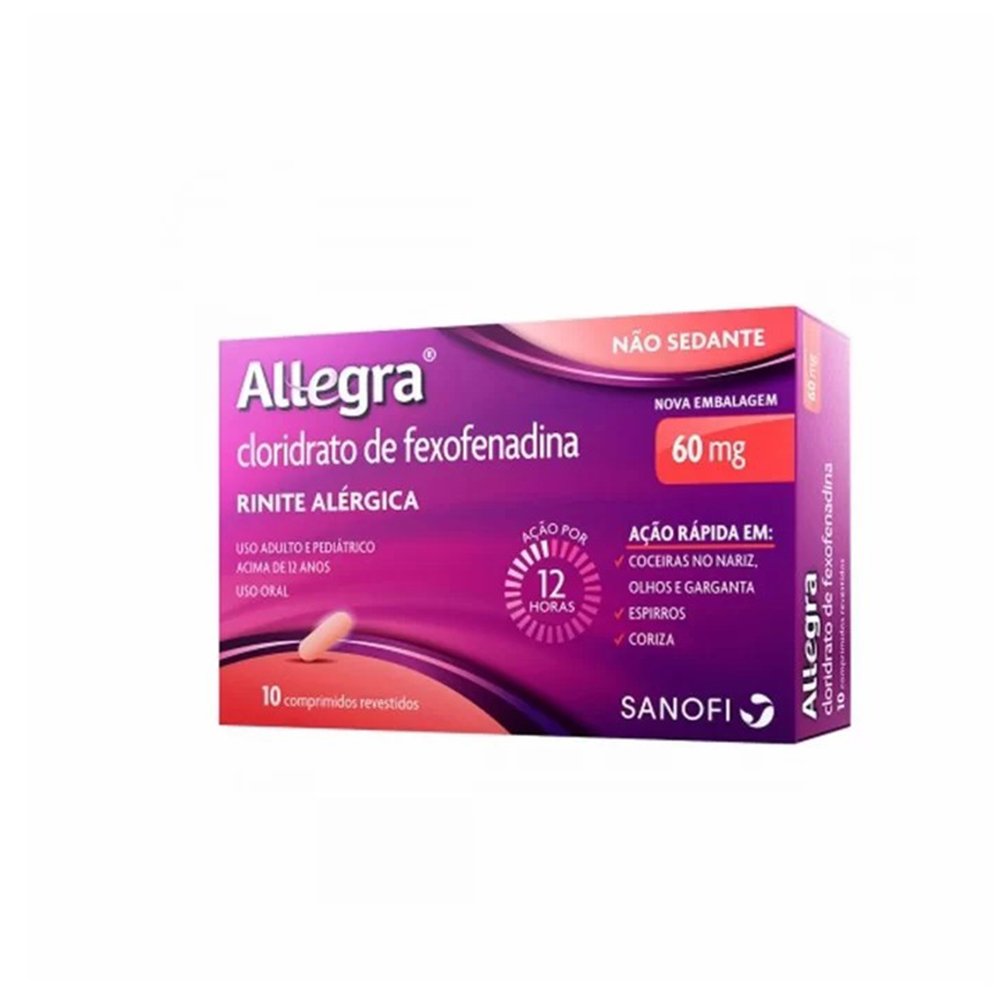 NÃO SEDANTE
Allegra®
cloridrato de fexofenadina
RINITE ALÉRGICA
USO ADULTO E PEDIÁTRICO
ACIMA DE 12 ANOS
USO ORAL
10 comprimidos revestidos
NOVA EMBALAGEM
60 mg
AÇÃO POR
12
HORAS
AÇÃO RÁPIDA EM:
COCEIRAS NO NARIZ,
OLHOS E GARGANTA
ESPIRROS
CORIZA
SANOFI
60 mg
Allegra
cloridrato de fexofenadina
10 comprimidos revestidos